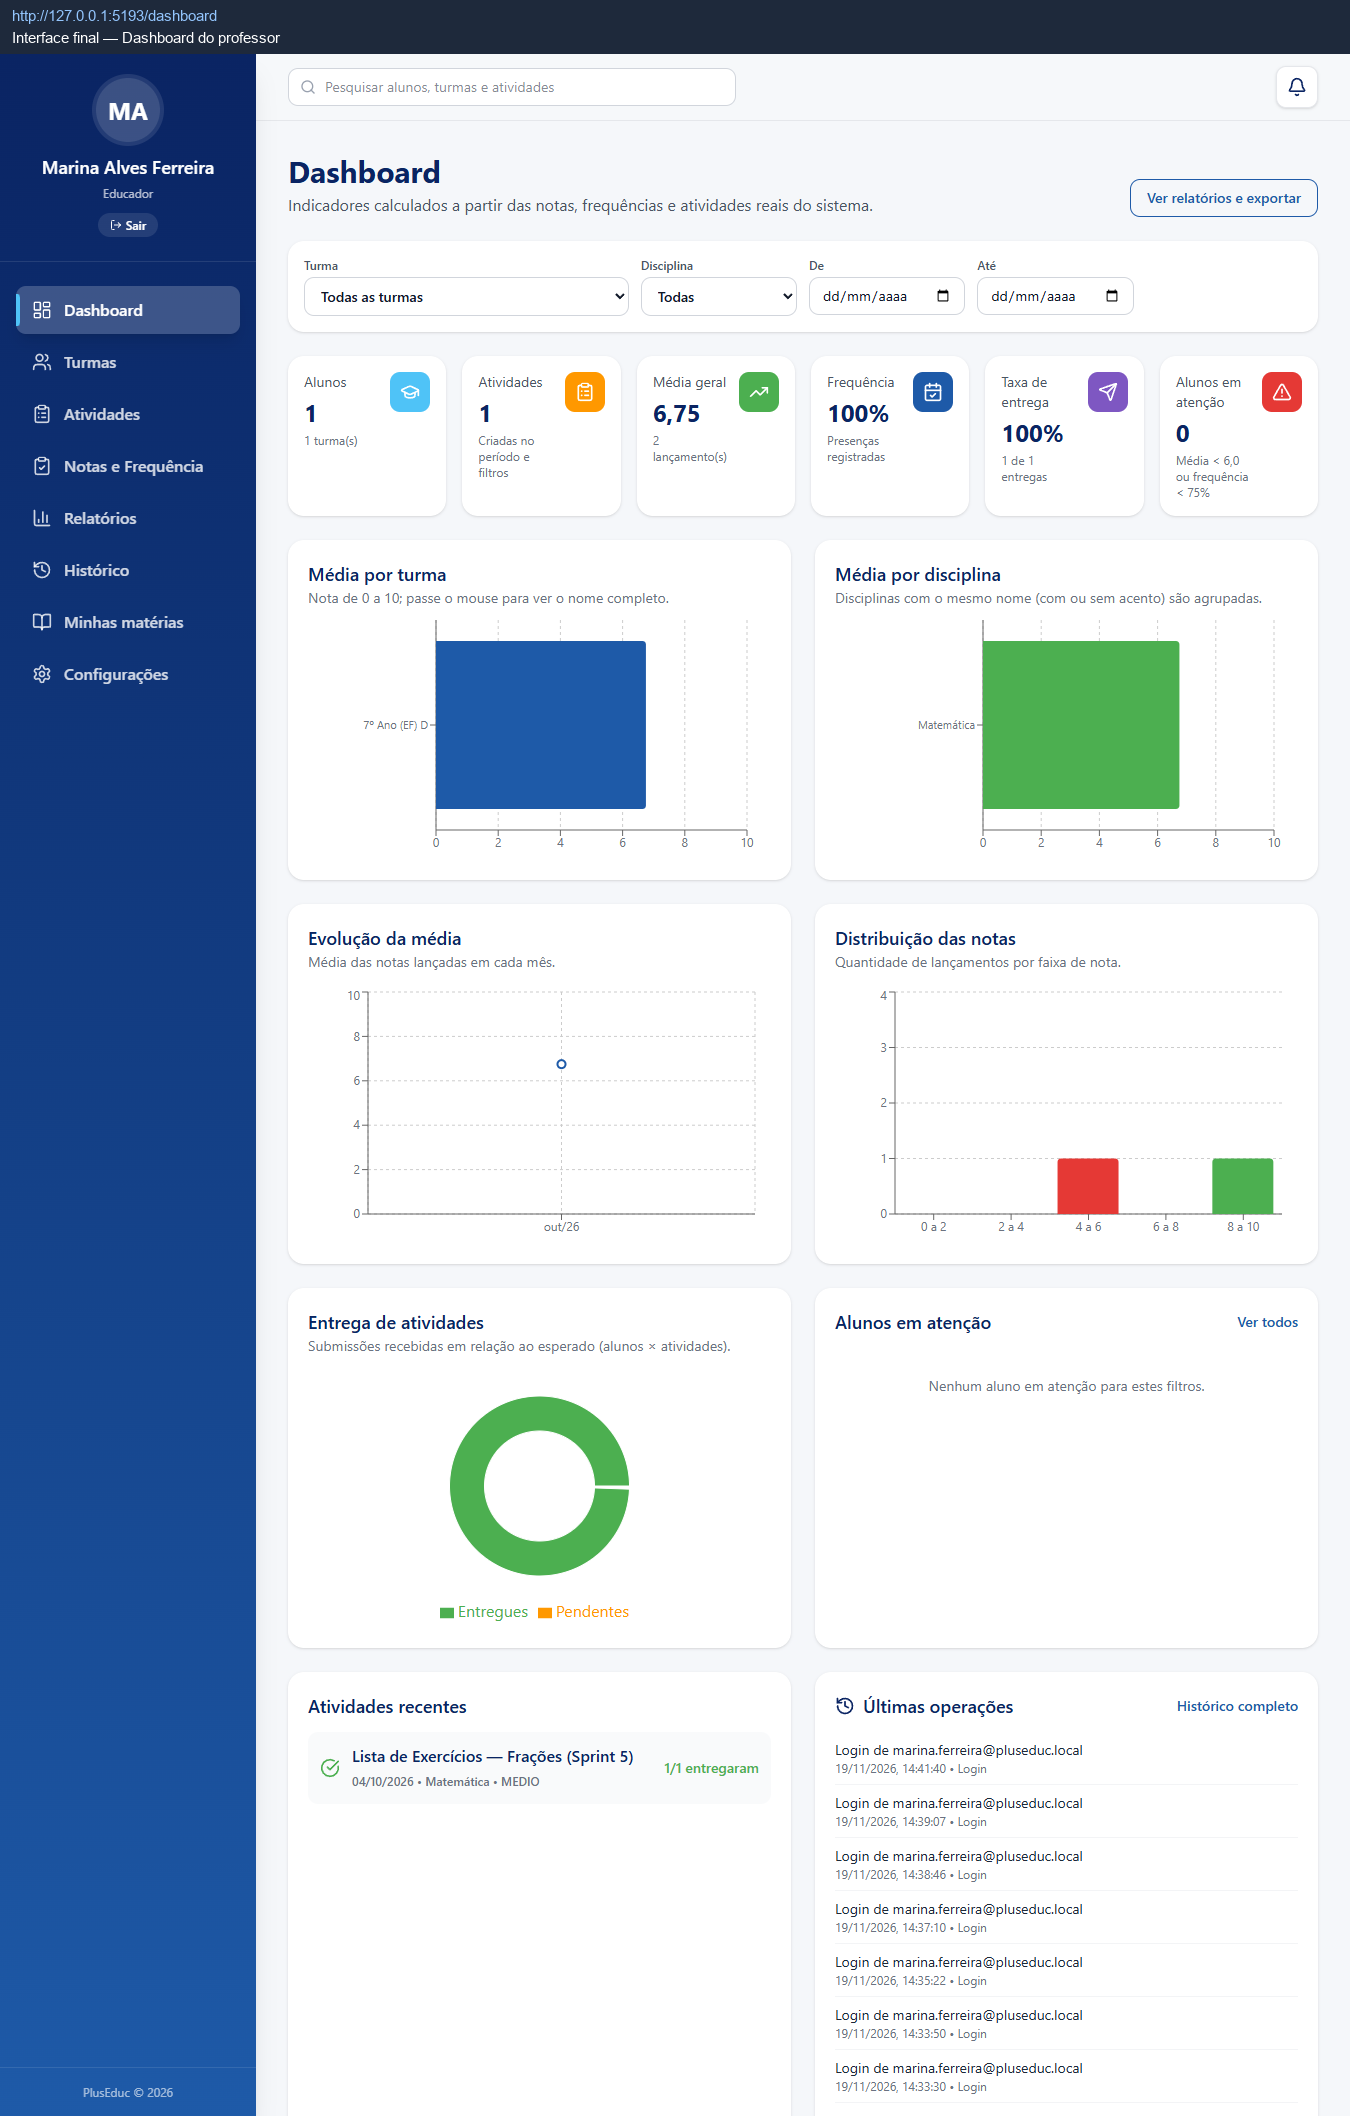 http://127.0.0.1:5193/dashboard
Interface final — Dashboard do professor
MA
Marina Alves Ferreira
Educador
Sair
Dashboard
Turmas
Atividades
Notas e Frequência
Relatórios
Histórico
Minhas matérias
Configurações
PlusEduc © 2026
Pesquisar alunos, turmas e atividades
Dashboard
Indicadores calculados a partir das notas, frequências e atividades reais do sistema.
Ver relatórios e exportar
Turma
Todas as turmas
Disciplina
Todas
De
dd/mm/aaaa
Até
dd/mm/aaaa
Alunos
1
1 turma(s)
Atividades
1
Criadas no
período e
filtros
Média geral
6,75
2
lançamento(s)
Frequência
100%
Presenças
registradas
Taxa de
entrega
100%
1 de 1
entregas
Alunos em
atenção
0
Média < 6,0
ou frequência
< 75%
Média por turma
Nota de 0 a 10; passe o mouse para ver o nome completo.
7º Ano (EF) D
0 2 4 6 8 10
Média por disciplina
Disciplinas com o mesmo nome (com ou sem acento) são agrupadas.
Matemática
0 2 4 6 8 10
Evolução da média
Média das notas lançadas em cada mês.
10
8
6
4
2
0
out/26
Distribuição das notas
Quantidade de lançamentos por faixa de nota.
4
3
2
1
0
0 a 2 2 a 4 4 a 6 6 a 8 8 a 10
Entrega de atividades
Submissões recebidas em relação ao esperado (alunos × atividades).
Entregues Pendentes
Alunos em atenção
Ver todos
Nenhum aluno em atenção para estes filtros.
Atividades recentes
Lista de Exercícios — Frações (Sprint 5)
04/10/2026 • Matemática • MEDIO
1/1 entregaram
Últimas operações
Histórico completo
Login de marina.ferreira@pluseduc.local
19/11/2026, 14:41:40 • Login
Login de marina.ferreira@pluseduc.local
19/11/2026, 14:39:07 • Login
Login de marina.ferreira@pluseduc.local
19/11/2026, 14:38:46 • Login
Login de marina.ferreira@pluseduc.local
19/11/2026, 14:37:10 • Login
Login de marina.ferreira@pluseduc.local
19/11/2026, 14:35:22 • Login
Login de marina.ferreira@pluseduc.local
19/11/2026, 14:33:50 • Login
Login de marina.ferreira@pluseduc.local
19/11/2026, 14:33:30 • Login